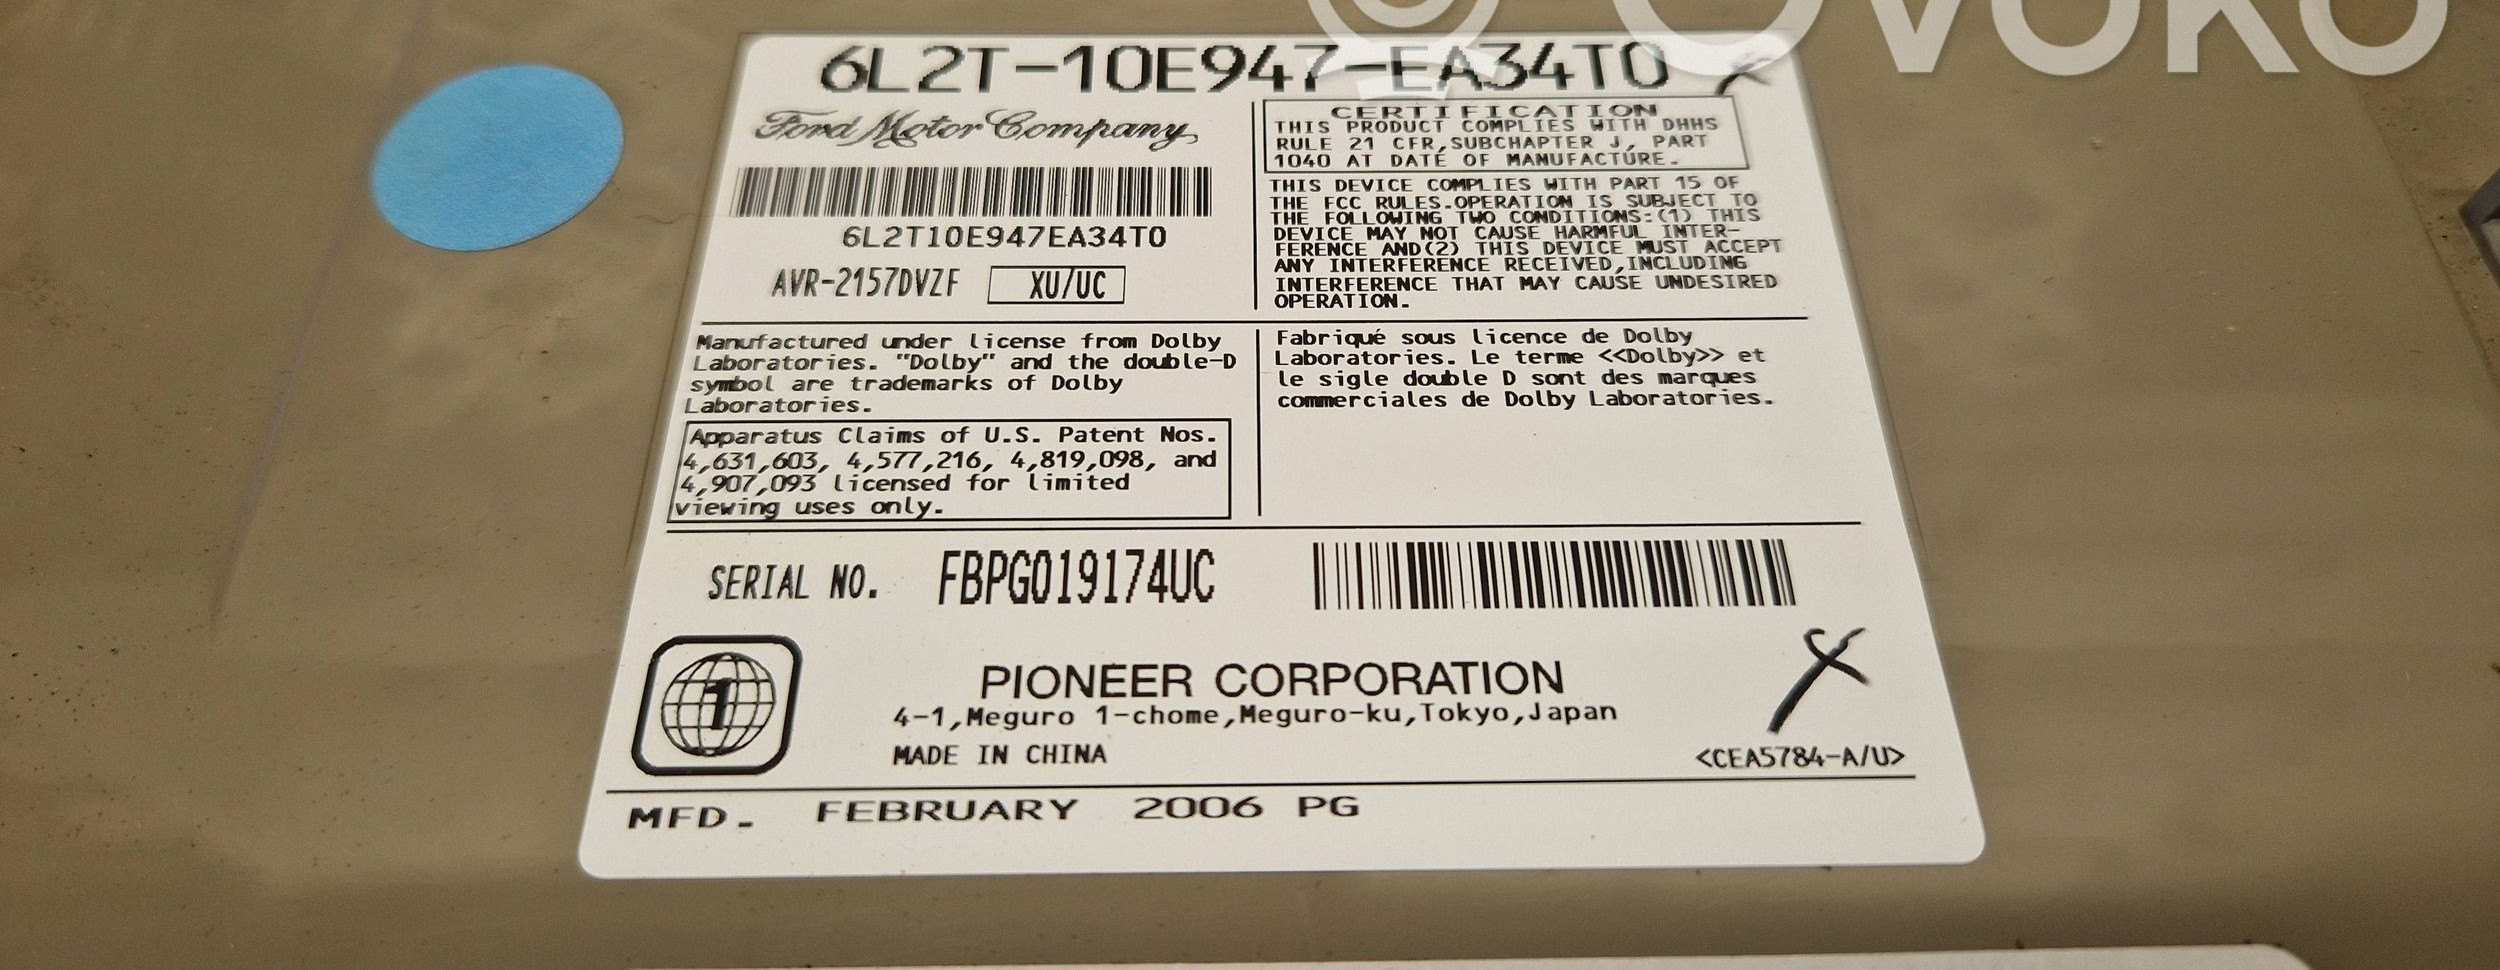 OVOKO
6L2T-10E947-EA34T0
Ford Motor Company
6L2T10E947EA34T0
AVR-2157DVZF XU/UC
CERTIFICATION
THIS PRODUCT COMPLIES WITH DHHS
RULE 21 CFR,SUBCHAPTER J, PART
1040 AT DATE OF MANUFACTURE.
THIS DEVICE COMPLIES WITH PART 15 OF
THE FCC RULES.OPERATION IS SUBJECT TO
THE FOLLOWING TWO CONDITIONS:(1) THIS
DEVICE MAY NOT CAUSE HARMFUL INTER-
FERENCE AND(2) THIS DEVICE MUST ACCEPT
ANY INTERFERENCE RECEIVED,INCLUDING
INTERFERENCE THAT MAY CAUSE UNDESIRED
OPERATION.
Manufactured under license from Dolby
Laboratories. "Dolby" and the double-D
symbol are trademarks of Dolby
Laboratories.
Apparatus Claims of U.S. Patent Nos.
4,631,603, 4,577,216, 4,819,098, and
4,907,093 licensed for limited
viewing uses only.
Fabriqué sous licence de Dolby
Laboratories. Le terme <<Dolby>> et
le sigle double D sont des marques
commerciales de Dolby Laboratories.
SERIAL NO. FBPG019174UC
1
PIONEER CORPORATION
4-1,Meguro 1-chome,Meguro-ku,Tokyo,Japan
MADE IN CHINA
<CEA5784-A/U>
MFD. FEBRUARY 2006 PG